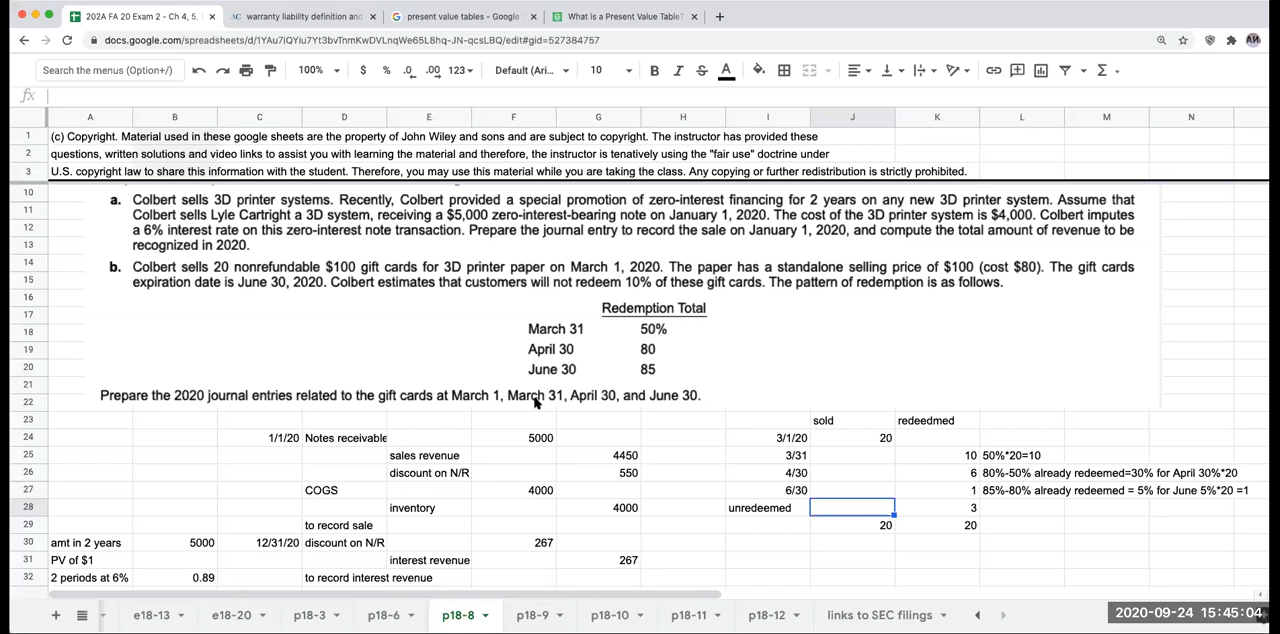 202A FA 20 Exam 2 - Ch 4, 5, warranty liability definition and present value tables - Google What is a Present Value Table?
docs.google.com/spreadsheets/d/1YAu7iQYiu7Yt3bvTnmKwDVLnqWe65L8hq-JN-qcsLBQ/edit#gid=527384757
Search the menus (Option+/) 100% $ % .0 .00 123 Default (Ari... 10 B I S A
fx
A B C D E F G H I J K L M N
1 (c) Copyright. Material used in these google sheets are the property of John Wiley and sons and are subject to copyright. The instructor has provided these
2 questions, written solutions and video links to assist you with learning the material and therefore, the instructor is tenatively using the "fair use" doctrine under
3 U.S. copyright law to share this information with the student. Therefore, you may use this material while you are taking the class. Any copying or further redistribution is strictly prohibited.
10 a. Colbert sells 3D printer systems. Recently, Colbert provided a special promotion of zero-interest financing for 2 years on any new 3D printer system. Assume that
11 Colbert sells Lyle Cartright a 3D system, receiving a $5,000 zero-interest-bearing note on January 1, 2020. The cost of the 3D printer system is $4,000. Colbert imputes
12 a 6% interest rate on this zero-interest note transaction. Prepare the journal entry to record the sale on January 1, 2020, and compute the total amount of revenue to be
13 recognized in 2020.
14 b. Colbert sells 20 nonrefundable $100 gift cards for 3D printer paper on March 1, 2020. The paper has a standalone selling price of $100 (cost $80). The gift cards
15 expiration date is June 30, 2020. Colbert estimates that customers will not redeem 10% of these gift cards. The pattern of redemption is as follows.
16
17 Redemption Total
18 March 31 50%
19 April 30 80
20 June 30 85
21
22 Prepare the 2020 journal entries related to the gift cards at March 1, March 31, April 30, and June 30.
23 sold redeedmed
24 1/1/20 Notes receivable 5000 3/1/20 20
25 sales revenue 4450 3/31 10 50%*20=10
26 discount on N/R 550 4/30 6 80%-50% already redeemed=30% for April 30%*20
27 COGS 4000 6/30 1 85%-80% already redeemed = 5% for June 5%*20 =1
28 inventory 4000 unredeemed 3
29 to record sale 20 20
30 amt in 2 years 5000 12/31/20 discount on N/R 267
31 PV of $1 interest revenue 267
32 2 periods at 6% 0.89 to record interest revenue
e18-13 e18-20 p18-3 p18-6 p18-8 p18-9 p18-10 p18-11 p18-12 links to SEC filings
2020-09-24 15:45:04